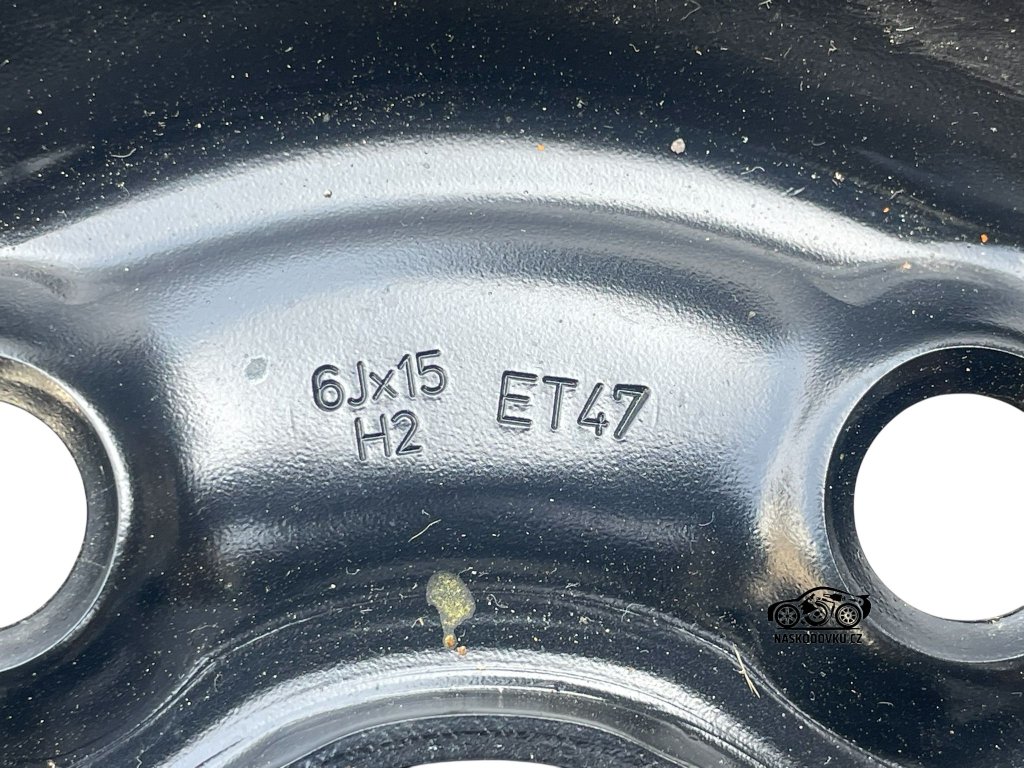 6Jx15 ET47
H2
NASKODOVKU.CZ